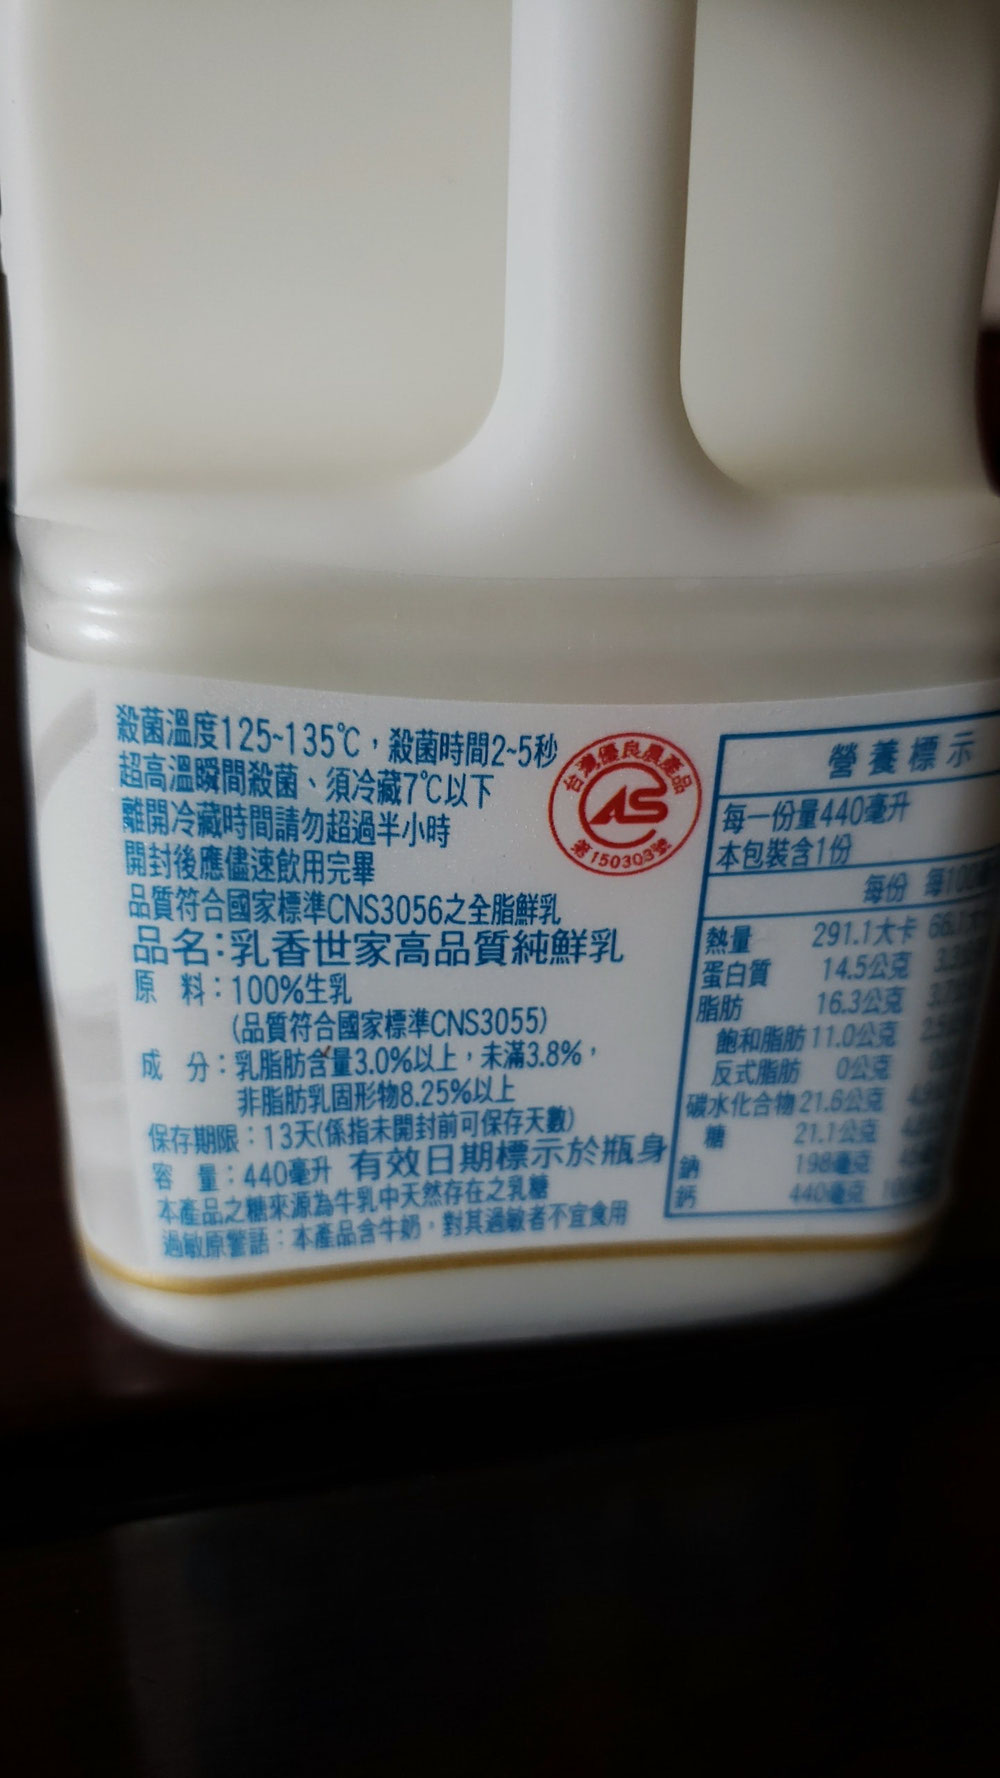 殺菌溫度125~135℃，殺菌時間2~5秒
超高溫瞬間殺菌、須冷藏7℃以下
離開冷藏時間請勿超過半小時
開封後應儘速飲用完畢
品質符合國家標準CNS3056之全脂鮮乳
品名：乳香世家高品質純鮮乳
原 料：100%生乳
(品質符合國家標準CNS3055)
成 分：乳脂肪含量3.0%以上，未滿3.8%，
非脂肪乳固形物8.25%以上
保存期限：13天(係指未開封前可保存天數)
容 量：440毫升 有效日期標示於瓶身
本產品之糖來源為牛乳中天然存在之乳糖
過敏原警語：本產品含牛奶，對其過敏者不宜食用
台灣優良農產品
CAS
第150303號
營養標示
每一份量440毫升
本包裝含1份
每份 每100
熱量 291.1大卡 66.1
蛋白質 14.5公克
脂肪 16.3公克
飽和脂肪 11.0公克
反式脂肪 0公克
碳水化合物 21.6公克
糖 21.1公克
鈉 198毫克
鈣 440毫克